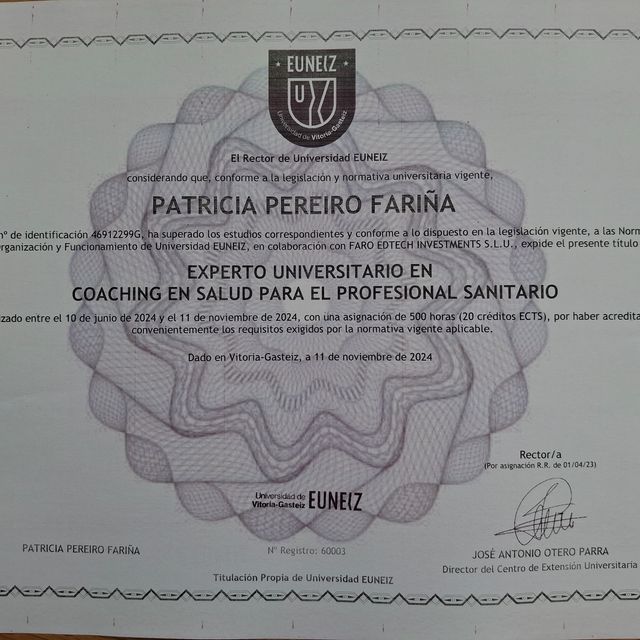 EUNEIZ
Universidad de Vitoria-Gasteiz
El Rector de Universidad EUNEIZ
considerando que, conforme a la legislación y normativa universitaria vigente,
PATRICIA PEREIRO FARIÑA
nº de identificación 46912299G, ha superado los estudios correspondientes y conforme a lo dispuesto en la legislación vigente, a las Norm
rganización y Funcionamiento de Universidad EUNEIZ, en colaboración con FARO EDTECH INVESTMENTS S.L.U., expide el presente título
EXPERTO UNIVERSITARIO EN
COACHING EN SALUD PARA EL PROFESIONAL SANITARIO
izado entre el 10 de junio de 2024 y el 11 de noviembre de 2024, con una asignación de 500 horas (20 créditos ECTS), por haber acredita
convenientemente los requisitos exigidos por la normativa vigente aplicable.
Dado en Vitoria-Gasteiz, a 11 de noviembre de 2024
Rector/a
(Por asignación R.R. de 01/04/23)
Universidad de
Vitoria-Gasteiz EUNEIZ
PATRICIA PEREIRO FARIÑA
Nº Registro: 60003
JOSÉ ANTONIO OTERO PARRA
Director del Centro de Extensión Universitaria
Titulación Propia de Universidad EUNEIZ